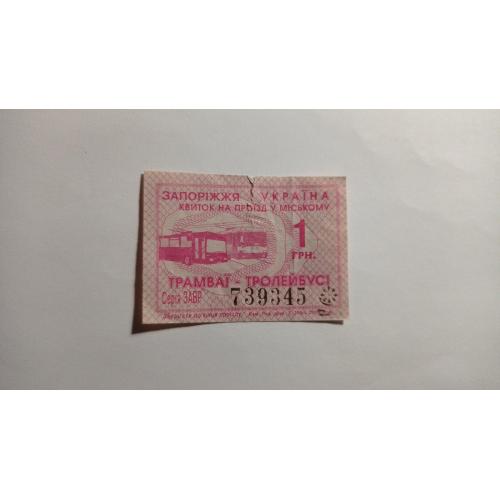 ЗАПОРІЖЖЯ УКРАЇНА
КВИТОК НА ПРОЇЗД У МІСЬКОМУ
1
ГРН.
ТРАМВАЇ - ТРОЛЕЙБУСІ
Серія ЗАВР 739345